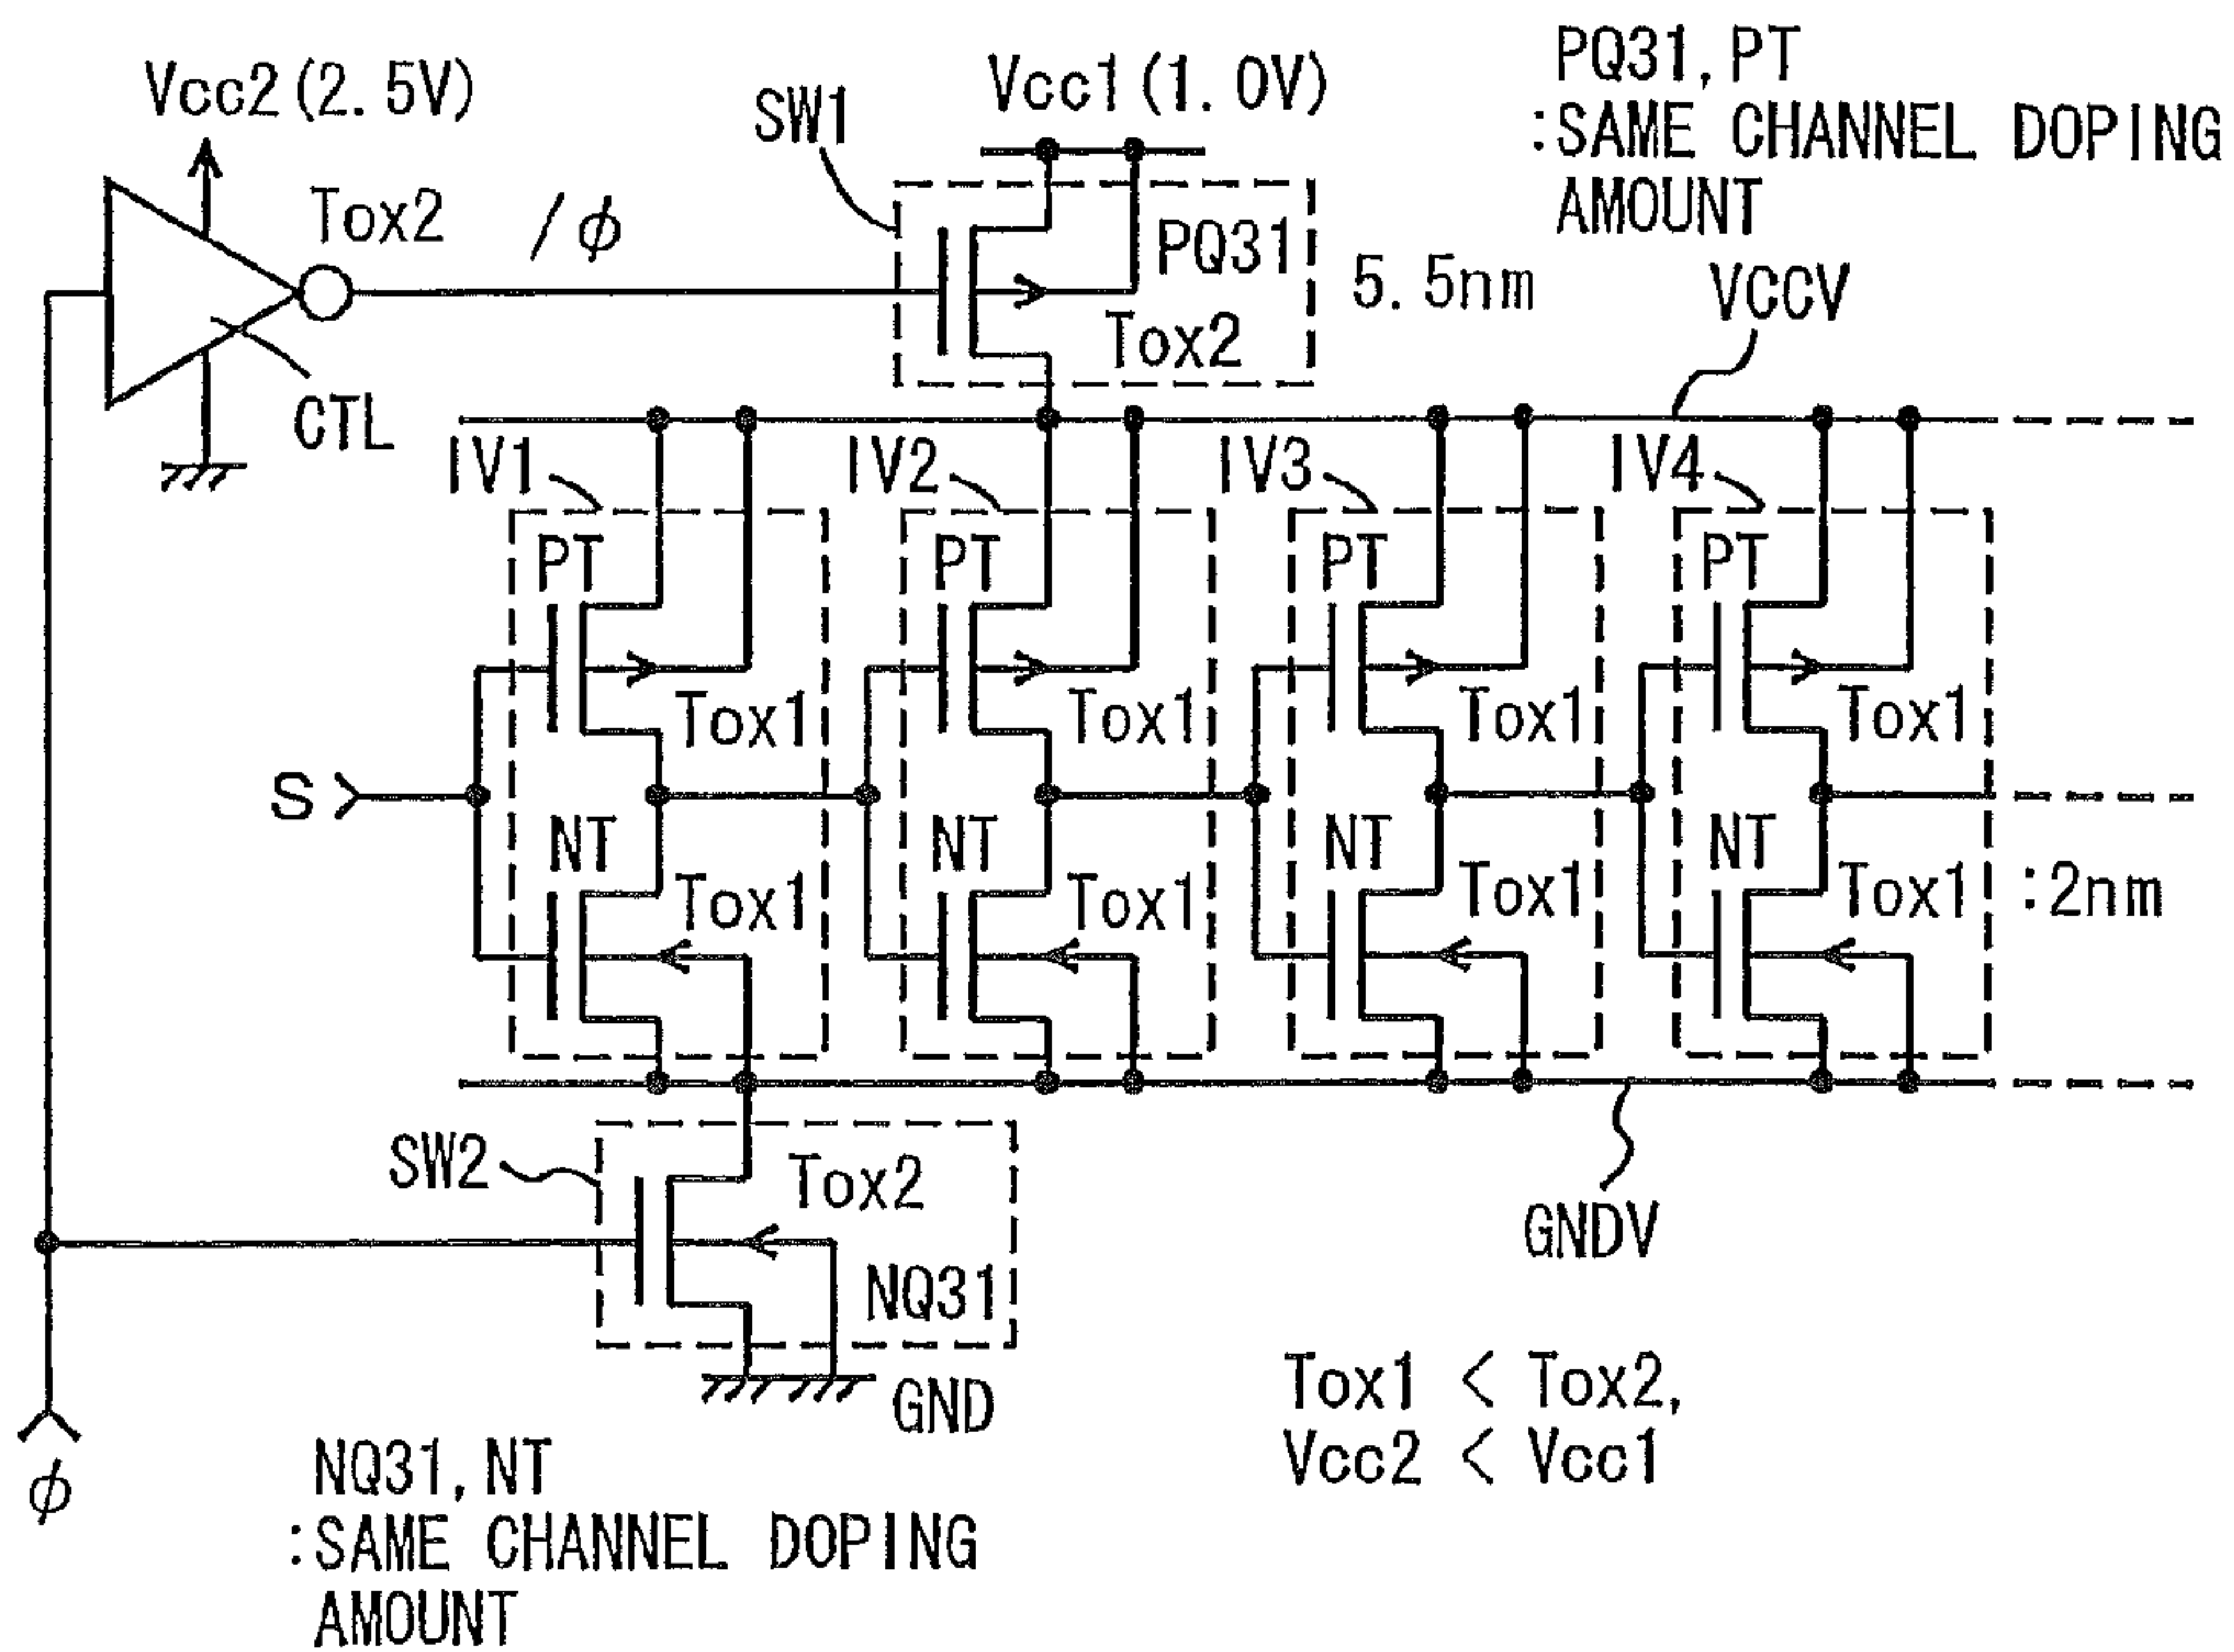 Vcc2(2.5V)
SW1
Vcc1(1.0V)
PQ31,PT
:SAME CHANNEL DOPING
AMOUNT
Tox2
/φ
PQ31
5.5nm
VCCV
Tox2
CTL
IV1
IV2
IV3
IV4
PT
PT
PT
PT
Tox1
Tox1
Tox1
Tox1
S
NT
NT
NT
NT
Tox1
Tox1
Tox1
Tox1
:2nm
SW2
Tox2
GNDV
NQ31
GND
Tox1 < Tox2,
Vcc2 < Vcc1
φ
NQ31,NT
:SAME CHANNEL DOPING
AMOUNT